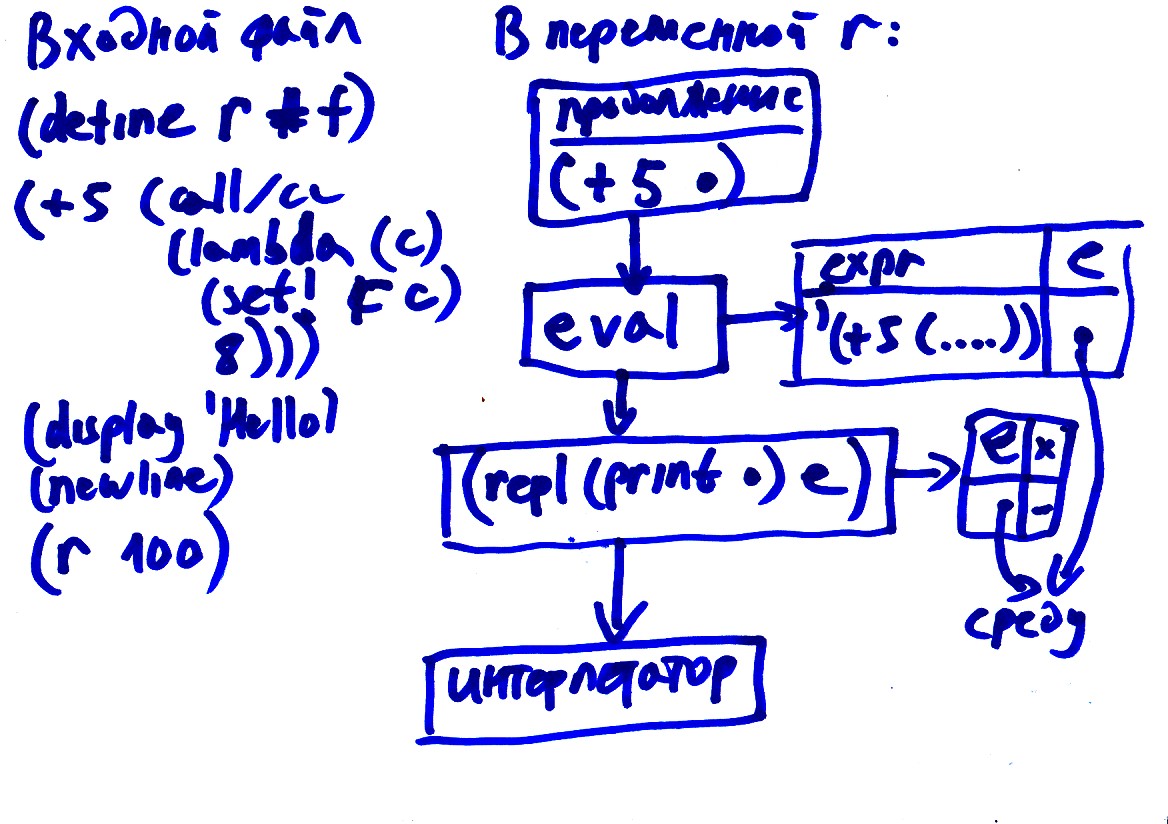 Входной файл
(define r #f)
(+5 (call/cc
(lambda (c)
(set! r c)
8)))
(display 'Hello)
(newline)
(r 100)
В переменной r:
продолжение
(+ 5 •)
eval
expr e
'(+5 (....)) •
(repl (print •) e)
e x
• -
среду
интерпетатор